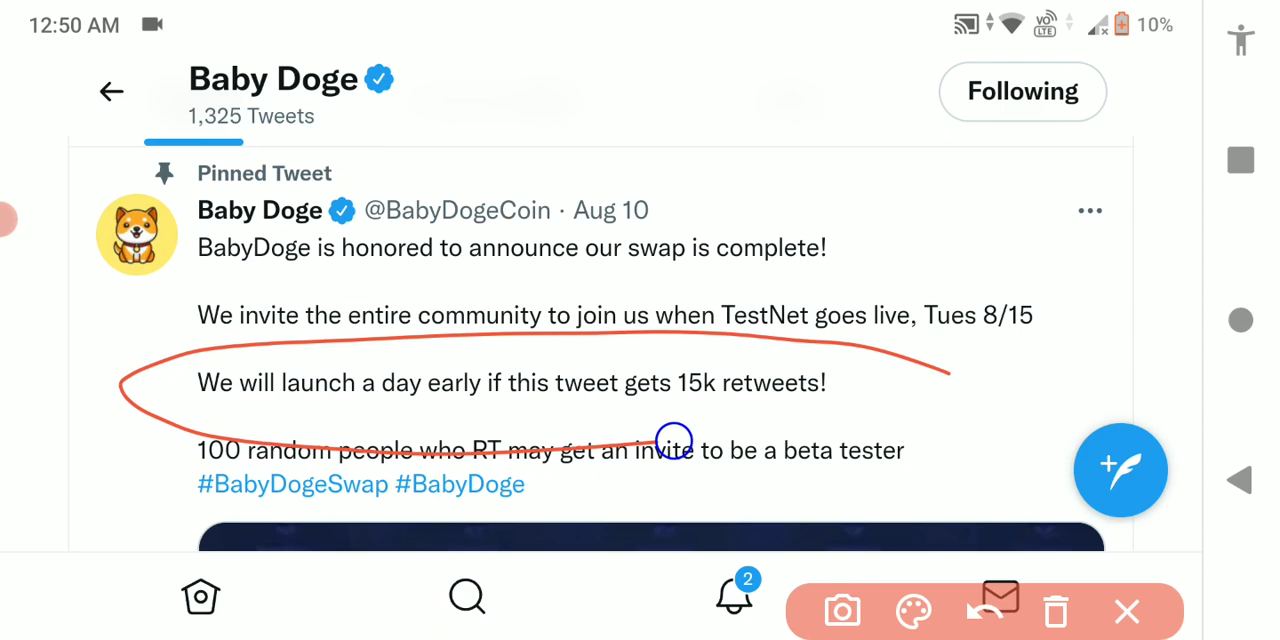 12:50 AM
VO LTE
10%
Baby Doge
1,325 Tweets
Following
Pinned Tweet
Baby Doge @BabyDogeCoin · Aug 10
BabyDoge is honored to announce our swap is complete!
We invite the entire community to join us when TestNet goes live, Tues 8/15
We will launch a day early if this tweet gets 15k retweets!
100 random people who RT may get an invite to be a beta tester
#BabyDogeSwap #BabyDoge
2